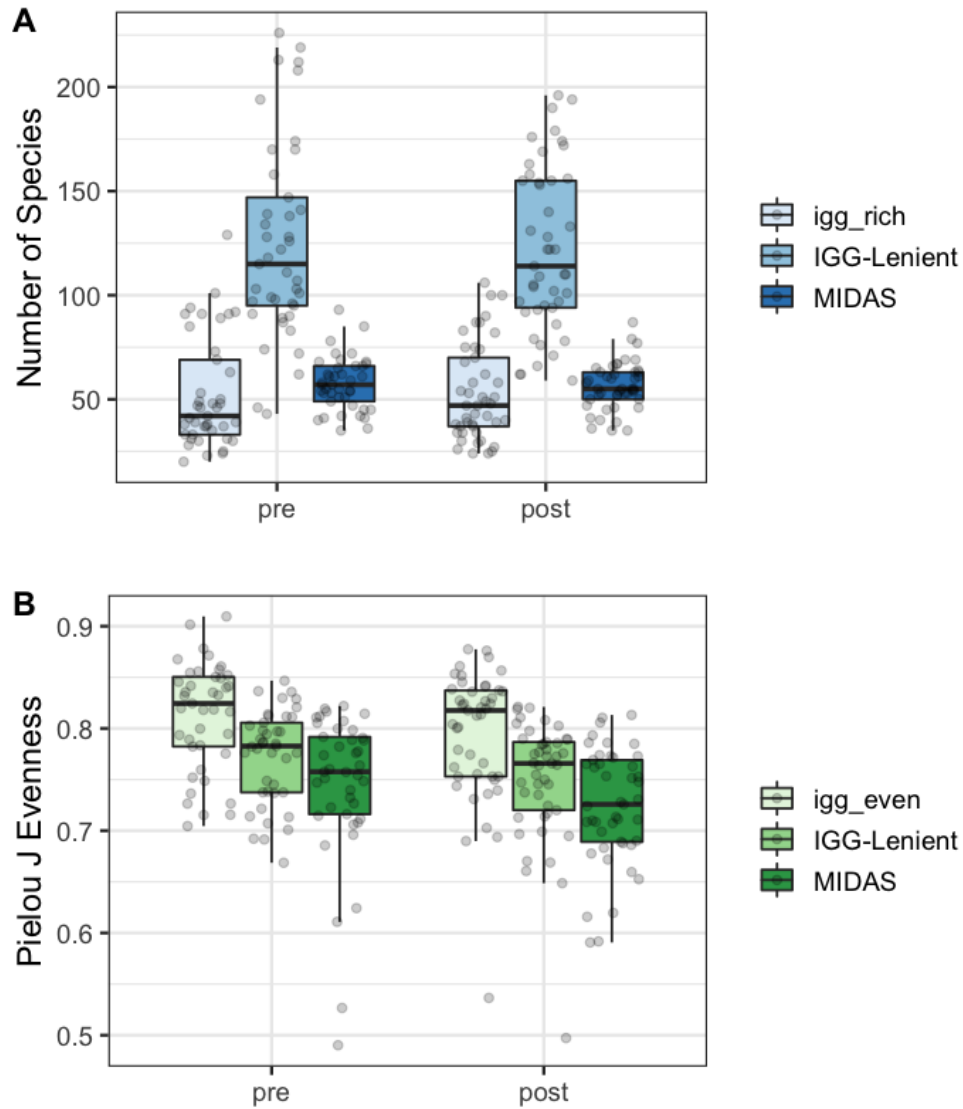 A
Number of Species
200
150
100
50
pre
post
igg_rich
IGG-Lenient
MIDAS
B
Pielou J Evenness
0.9
0.8
0.7
0.6
0.5
pre
post
igg_even
IGG-Lenient
MIDAS